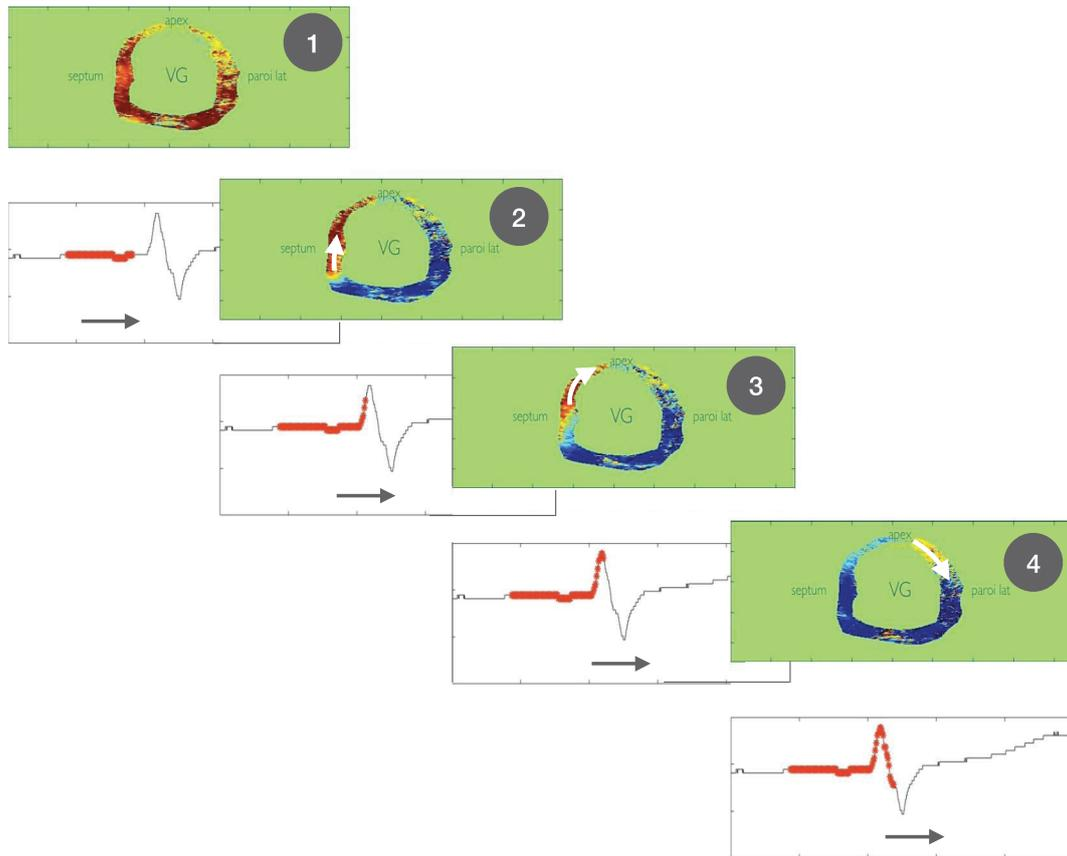 apex
1
septum VG paroi lat
apex
2
septum VG paroi lat
apex
3
septum VG paroi lat
apex
4
septum VG paroi lat